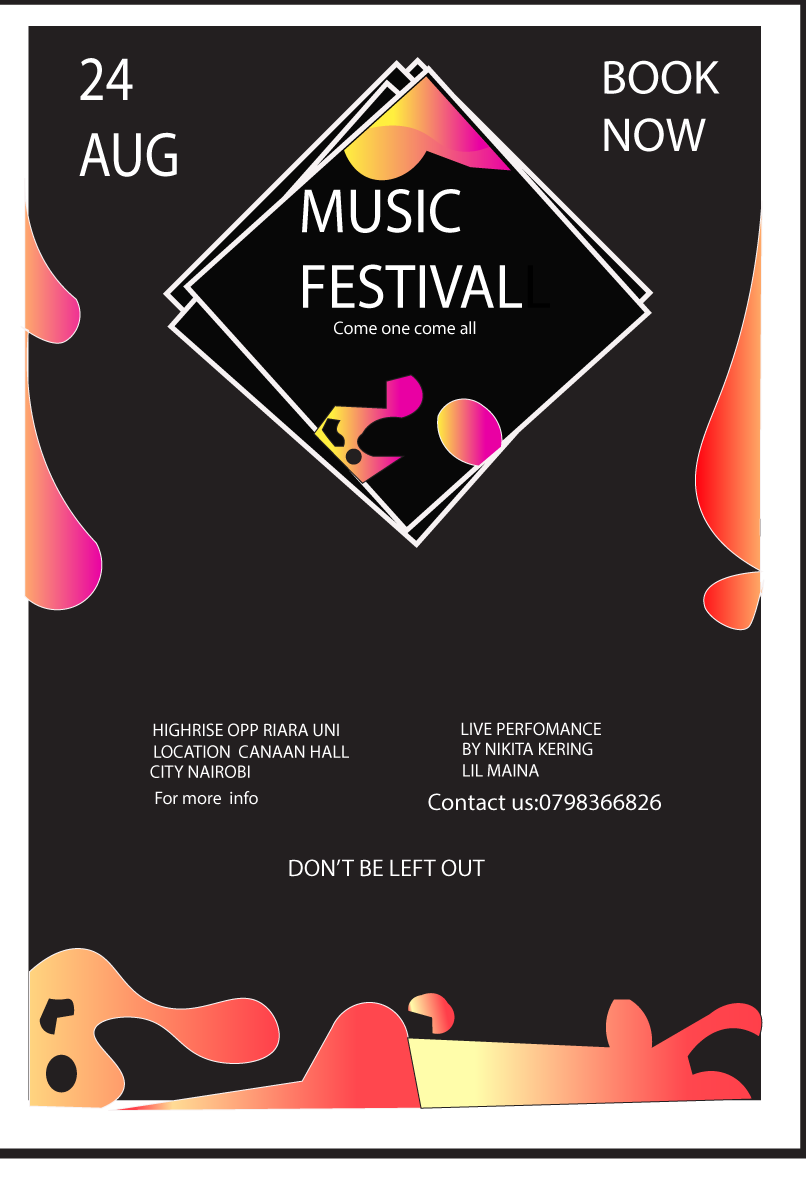 24
AUG
BOOK
NOW
MUSIC
FESTIVAL
Come one come all
HIGHRISE OPP RIARA UNI
LOCATION  CANAAN HALL
CITY NAIROBI
For more  info
LIVE PERFOMANCE
BY NIKITA KERING
LIL MAINA
Contact us:0798366826
DON'T BE LEFT OUT